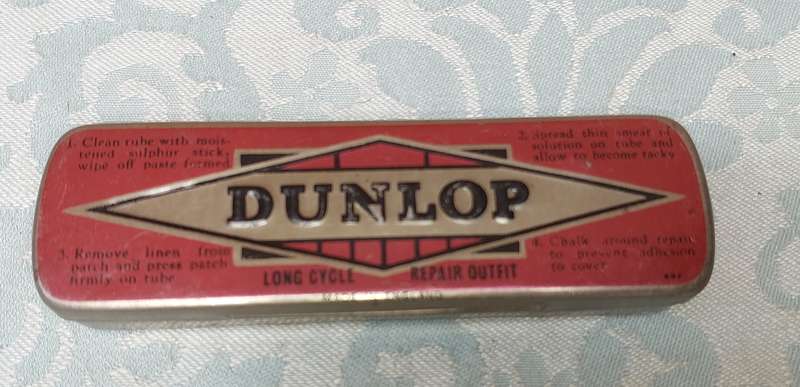 1. Clean tube with mois-
tened sulphur stick,
wipe off paste formed
2. Spread thin smear of
solution on tube and
allow to become tacky
DUNLOP
3. Remove linen from
patch and press patch
firmly on tube
4. Chalk around repair
to prevent adhesion
to cover
LONG CYCLE REPAIR OUTFIT
MADE IN ENGLAND